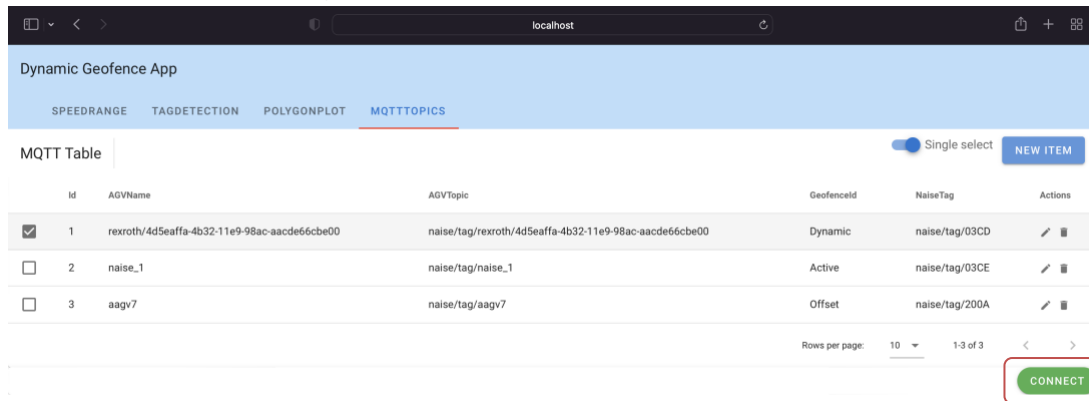 localhost
Dynamic Geofence App
SPEEDRANGE TAGDETECTION POLYGONPLOT MQTTTOPICS
MQTT Table Single select NEW ITEM
Id AGVName AGVTopic GeofenceId NaiseTag Actions
1 rexroth/4d5eaffa-4b32-11e9-98ac-aacde66cbe00 naise/tag/rexroth/4d5eaffa-4b32-11e9-98ac-aacde66cbe00 Dynamic naise/tag/03CD
2 naise_1 naise/tag/naise_1 Active naise/tag/03CE
3 aagv7 naise/tag/aagv7 Offset naise/tag/200A
Rows per page: 10 1-3 of 3
CONNECT